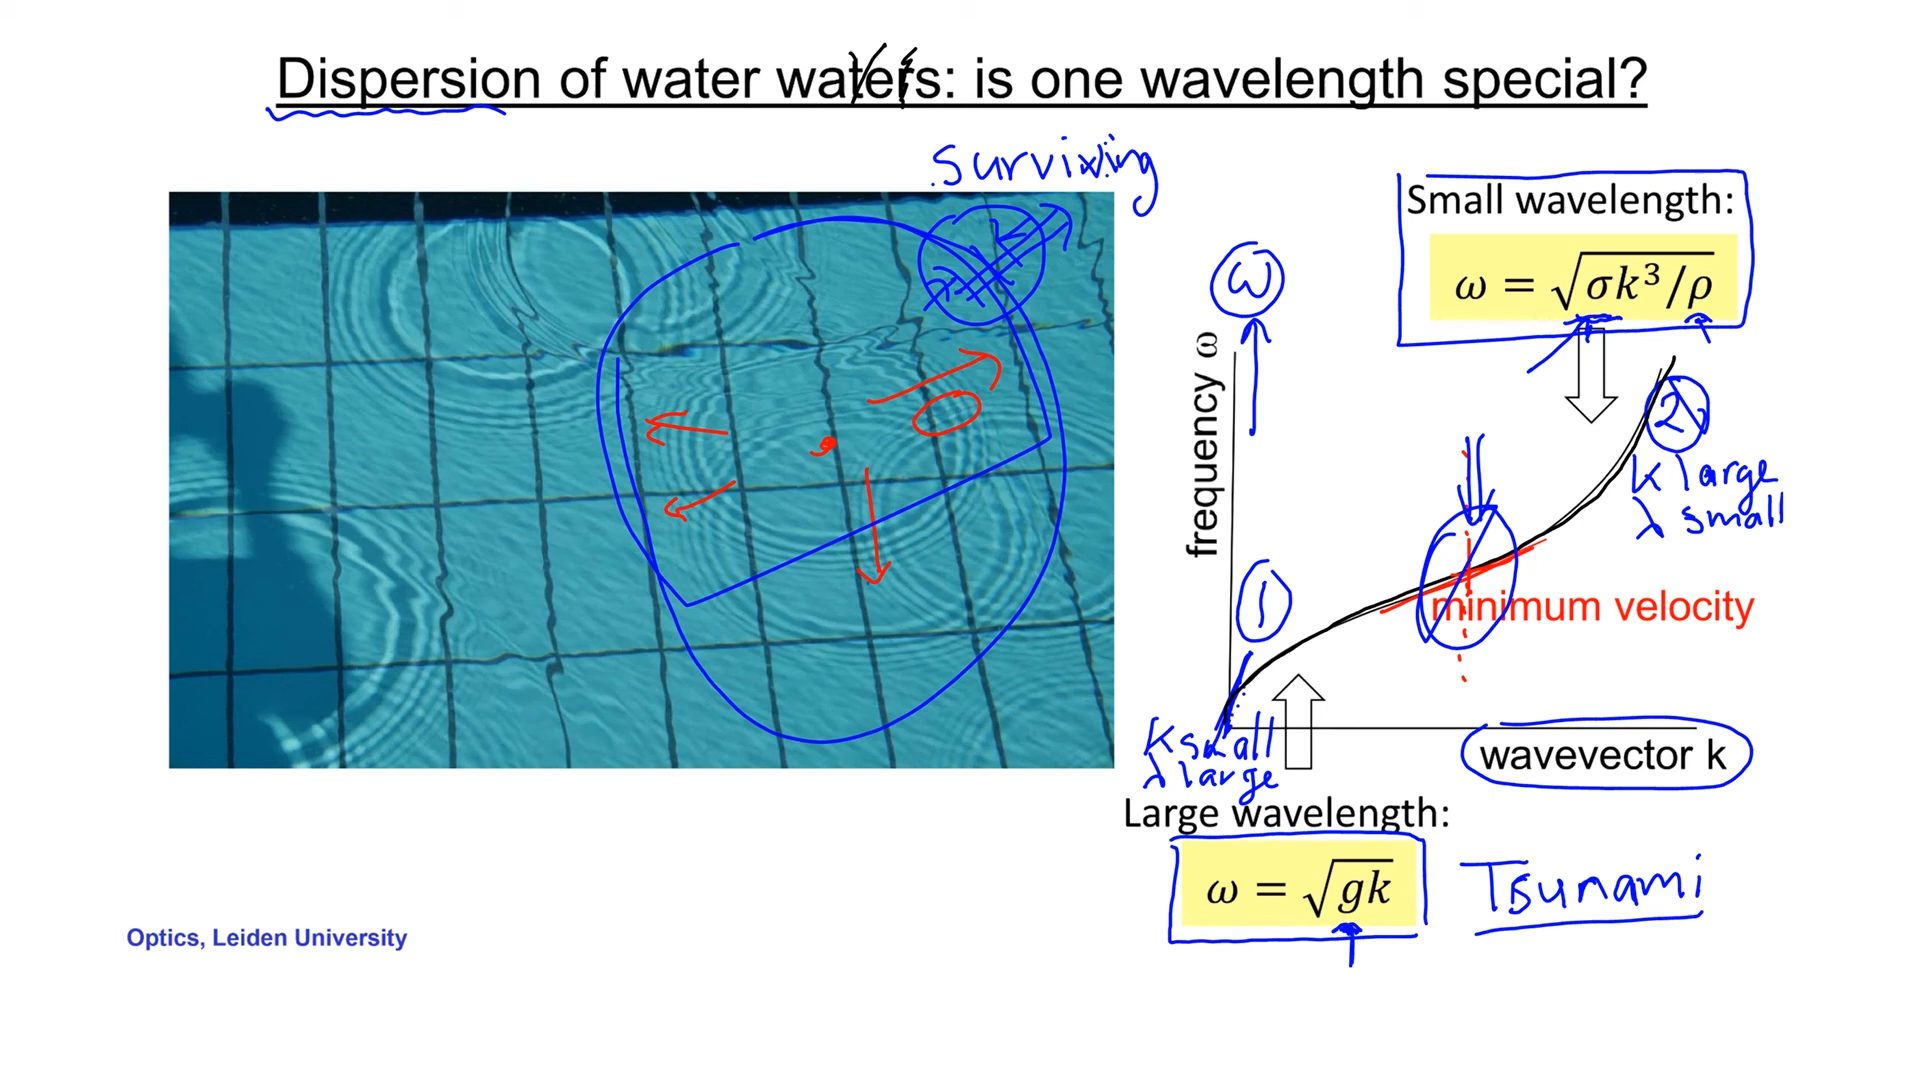 Dispersion of water waters: is one wavelength special?
surviving
Small wavelength:
ω = √σk³/ρ
ω
frequency ω
2
k large
λ small
1
minimum velocity
k small
λ large
wavevector k
Large wavelength:
ω = √gk
Tsunami
Optics, Leiden University